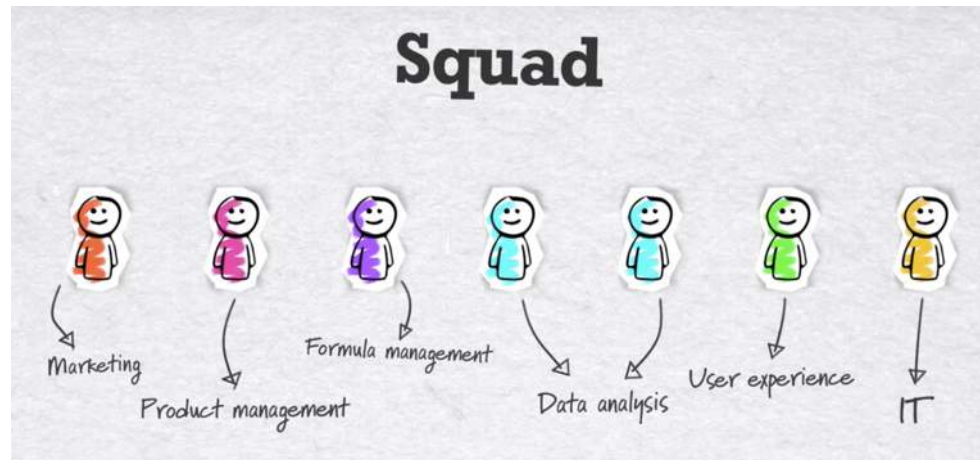 Squad
Marketing
Product management
Formula management
Data analysis
User experience
IT